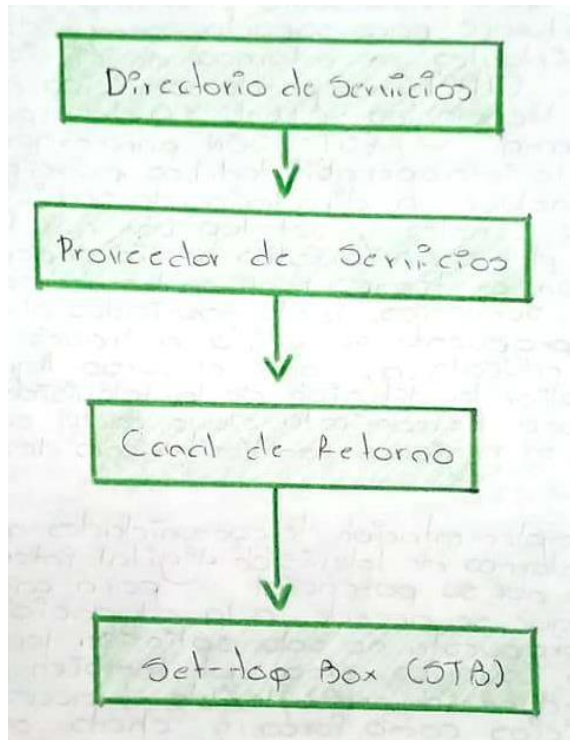 Directorio de Servicios
Proveedor de Servicios
Canal de Retorno
Set-top Box (STB)